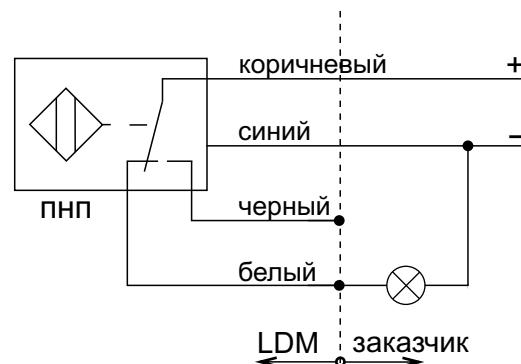 коричневый +
синий −
пнп
черный
белый
LDM заказчик